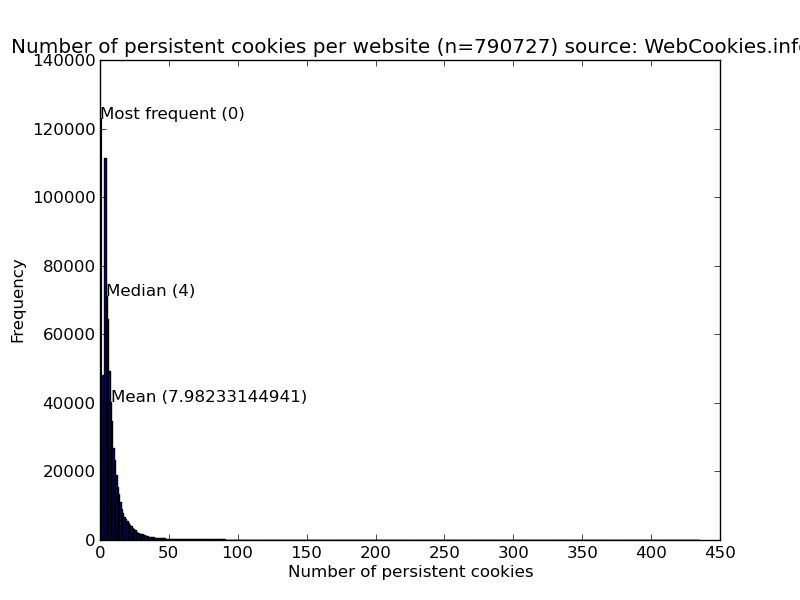 Number of persistent cookies per website (n=790727) source: WebCookies.info
140000
Most frequent (0)
120000
100000
80000
Median (4)
60000
Mean (7.98233144941)
40000
20000
0
0 50 100 150 200 250 300 350 400 450
Number of persistent cookies
Frequency